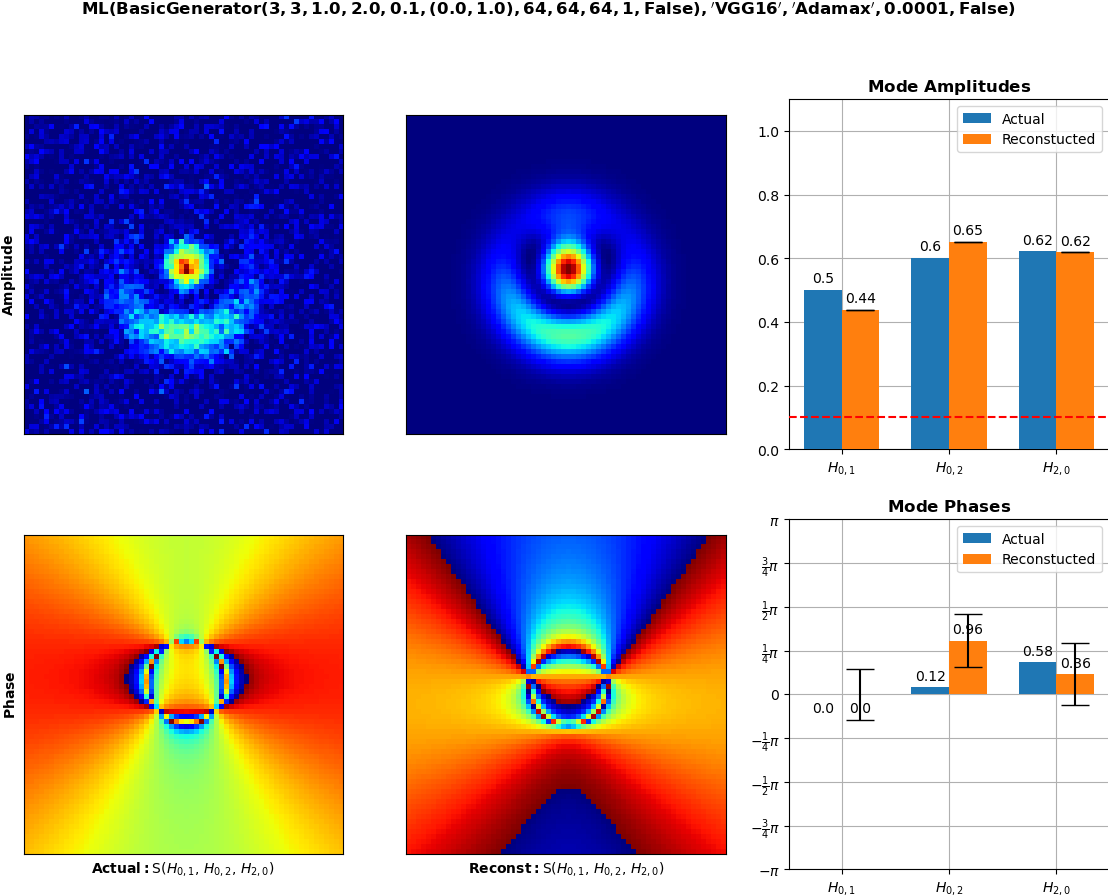 ML(BasicGenerator(3, 3, 1.0, 2.0, 0.1, (0.0, 1.0), 64, 64, 64, 1, False), ′VGG16′, ′Adamax′, 0.0001, False)
Amplitude
Mode Amplitudes
Actual
Reconstucted
1.0
0.8
0.6
0.4
0.2
0.0
0.5
0.44
0.6
0.65
0.62
0.62
H0, 1
H0, 2
H2, 0
Phase
Actual: S(H0, 1, H0, 2, H2, 0)
Reconst: S(H0, 1, H0, 2, H2, 0)
Mode Phases
Actual
Reconstucted
π
3/4π
1/2π
1/4π
0
−1/4π
−1/2π
−3/4π
−π
0.0
0.0
0.12
0.96
0.58
0.36
H0, 1
H0, 2
H2, 0